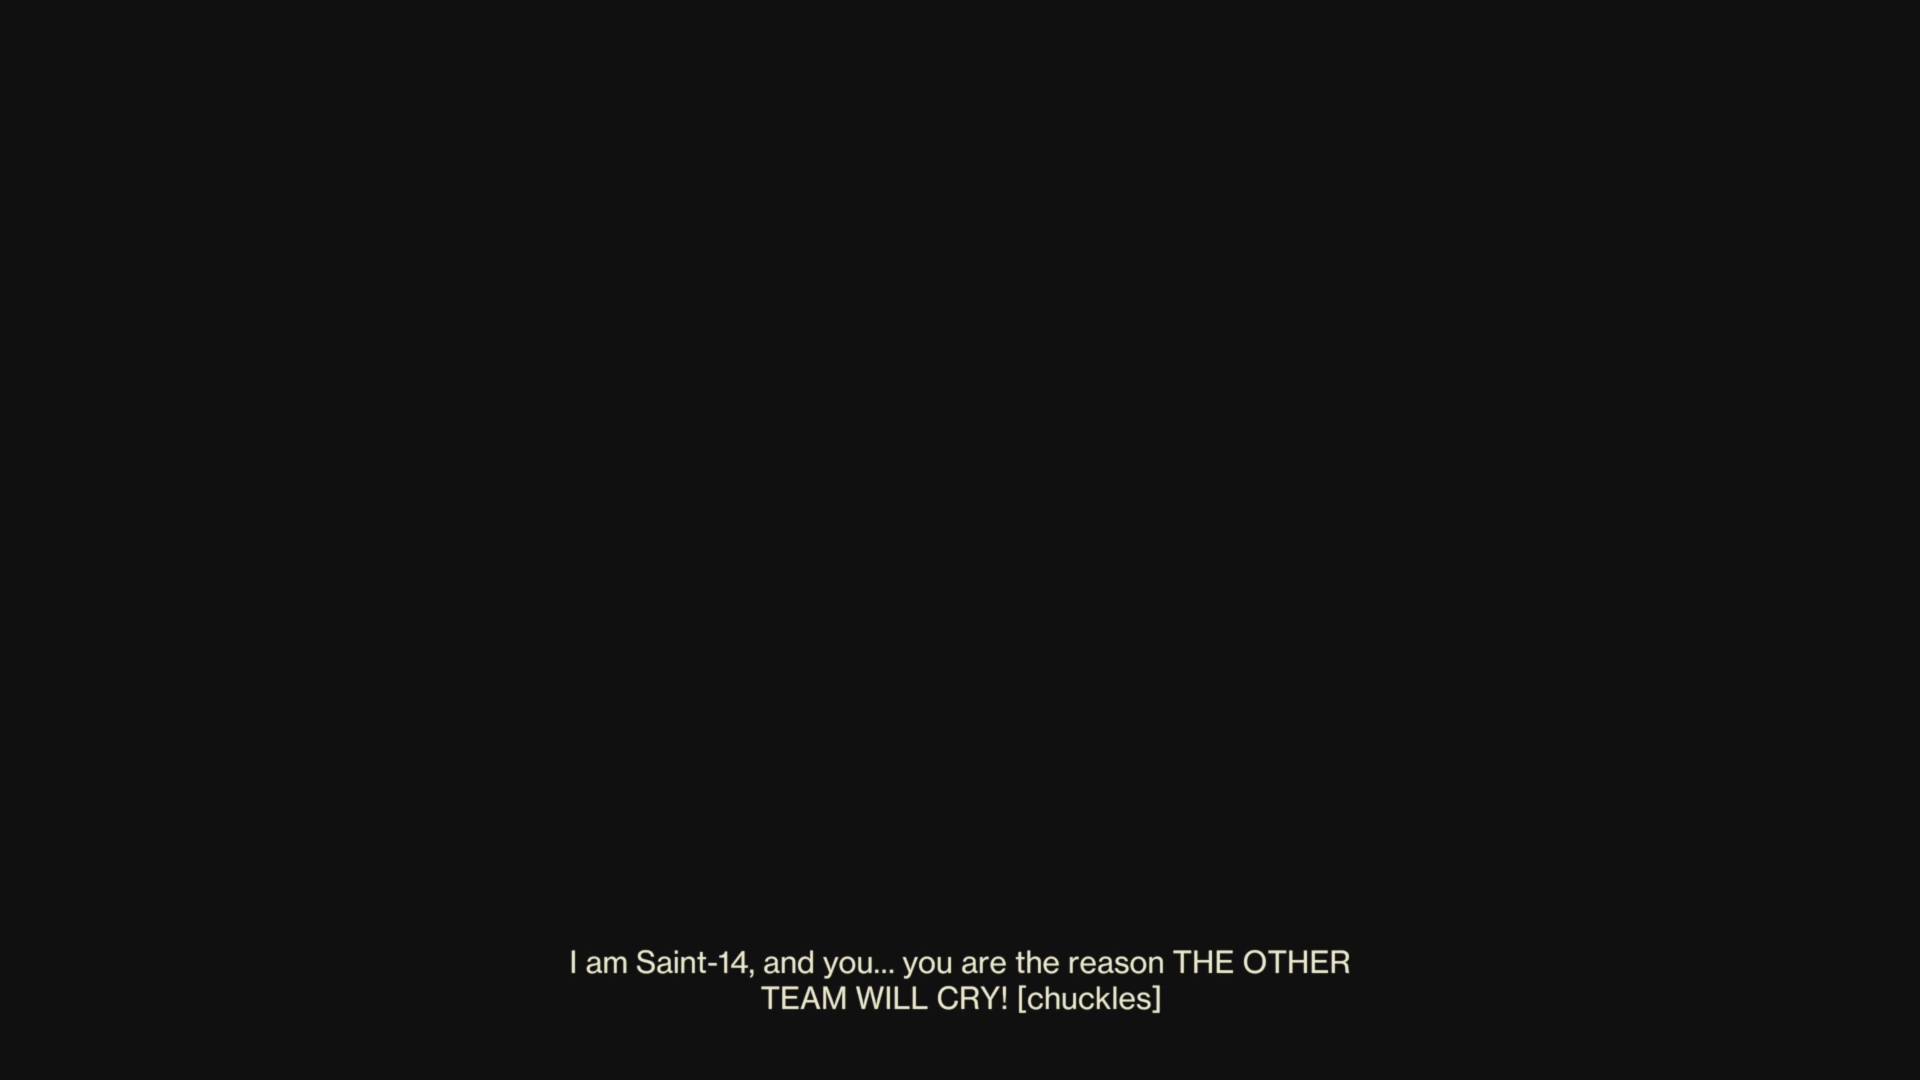 I am Saint-14, and you... you are the reason THE OTHER
TEAM WILL CRY! [chuckles]